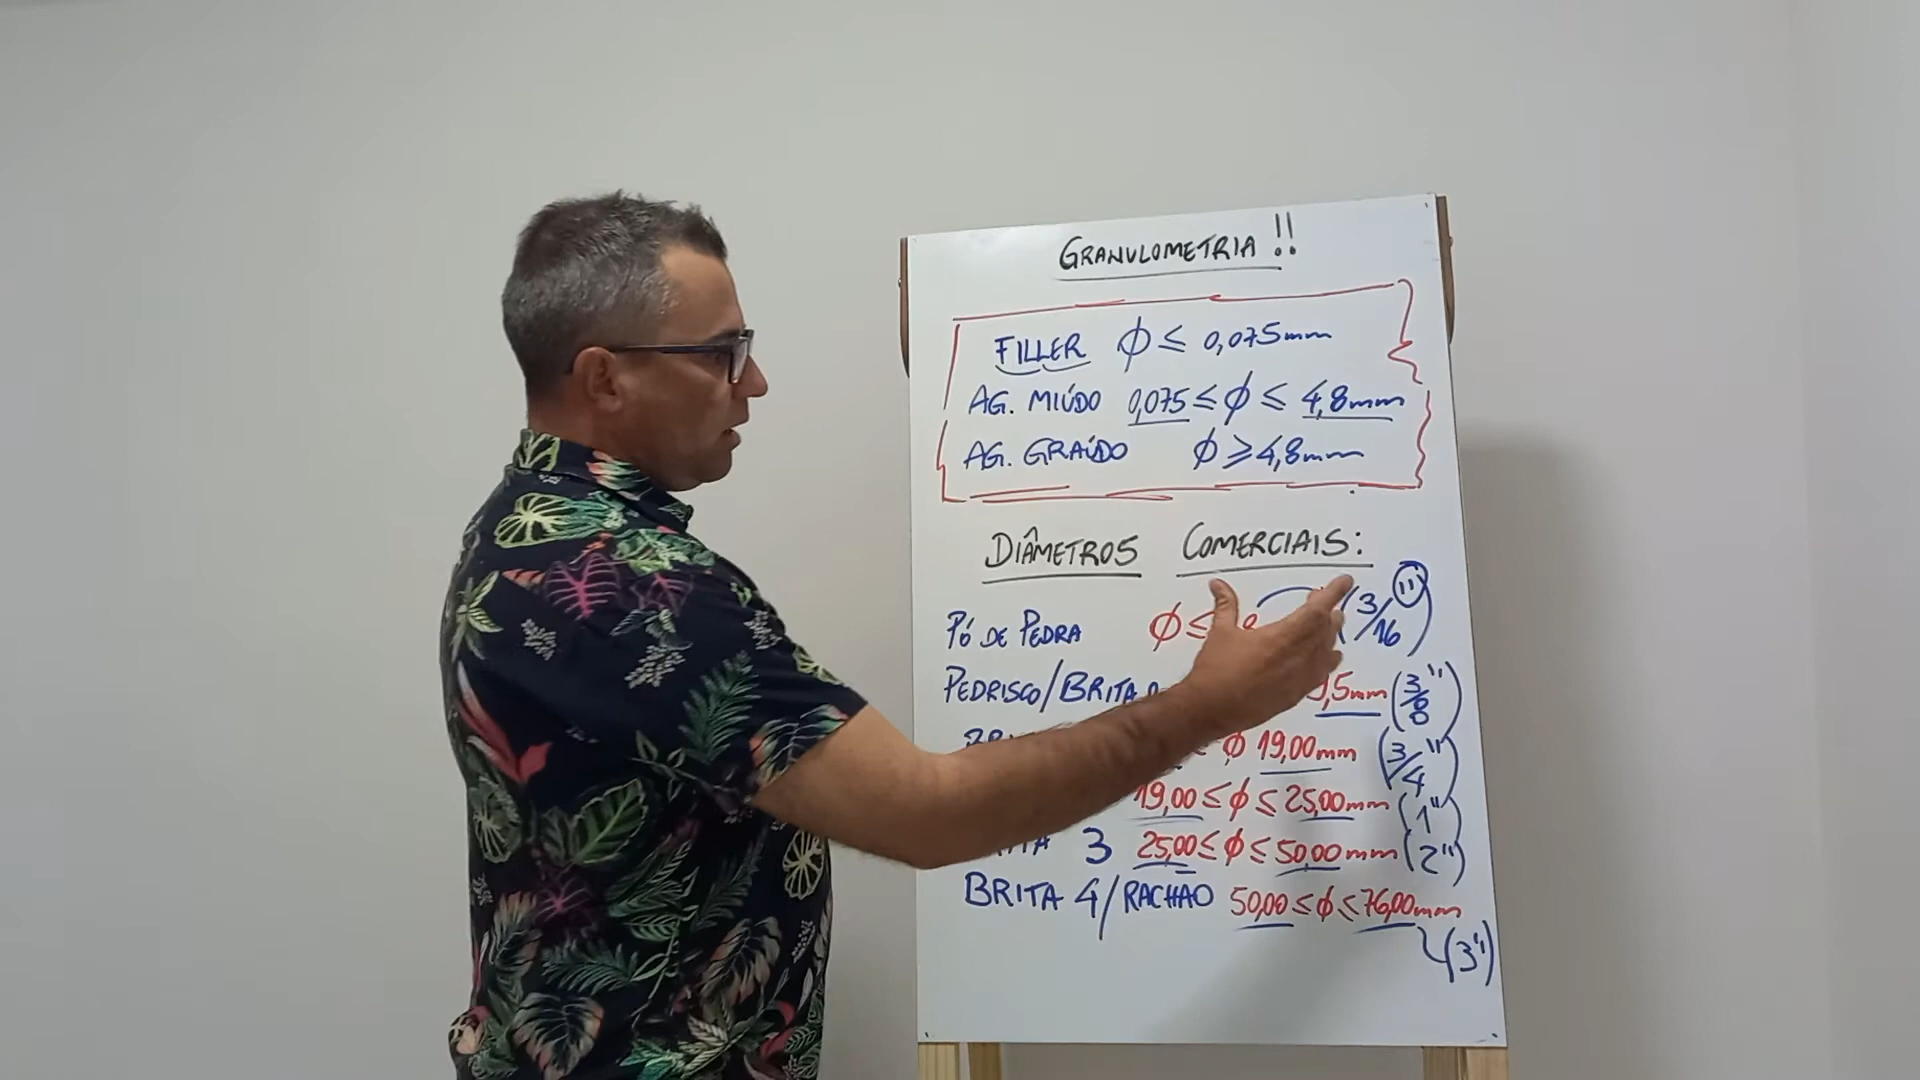 GRANULOMETRIA !!
FILLER ϕ ≤ 0,075mm
AG. MIÚDO 0,075 ≤ ϕ ≤ 4,8mm
AG. GRAÚDO ϕ ≥ 4,8mm
DIÂMETROS COMERCIAIS:
PÓ DE PEDRA ϕ ≤ (3/16")
PEDRISCO/BRITA 9,5mm (3/8")
ϕ 19,00mm (3/4")
19,00 ≤ ϕ ≤ 25,00mm (1")
3 25,00 ≤ ϕ ≤ 50,00mm (2")
BRITA 4/RACHÃO 50,00 ≤ ϕ ≤ 76,00mm
(3")